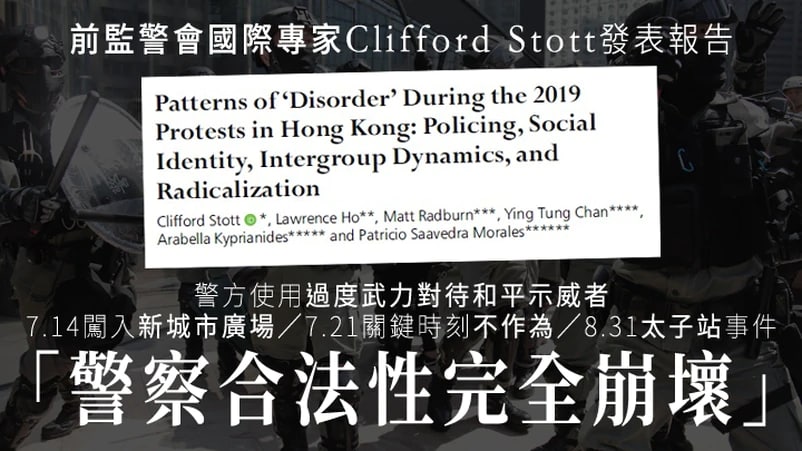 前監警會國際專家Clifford Stott發表報告
Patterns of ‘Disorder’ During the 2019
Protests in Hong Kong: Policing, Social
Identity, Intergroup Dynamics, and
Radicalization
Clifford Stott *, Lawrence Ho**, Matt Radburn***, Ying Tung Chan****,
Arabella Kyprianides***** and Patricio Saavedra Morales******
警方使用過度武力對待和平示威者
7.14闖入新城市廣場／7.21關鍵時刻不作為／8.31太子站事件
「警察合法性完全崩壞」